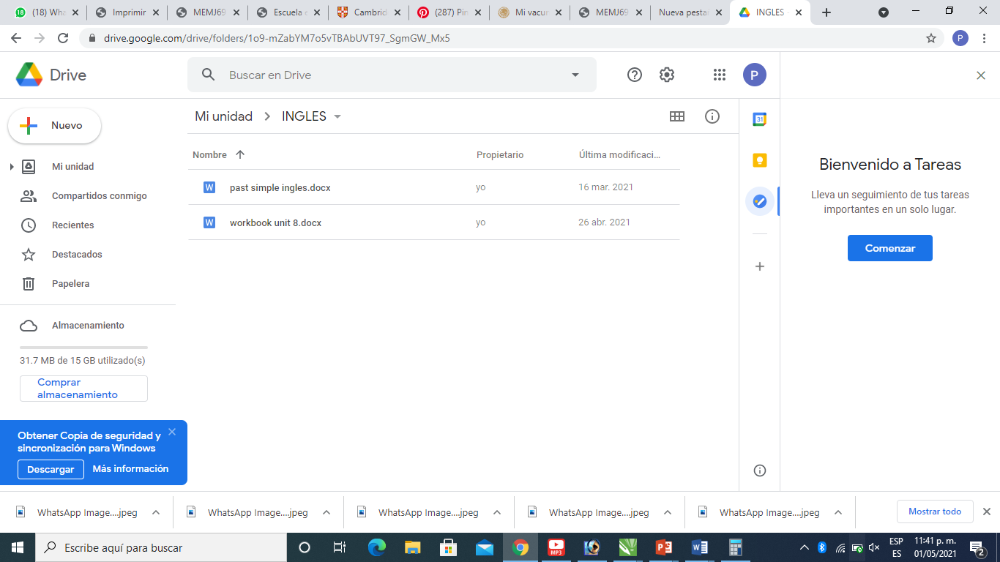 (18) Wha
Imprimir
MEMJ69
Escuela e
Cambrid
(287) Pin
Mi vacun
MEMJ69
Nueva pestañ
INGLES -
drive.google.com/drive/folders/1o9-mZabYM7o5vTBAbUVT97_SgmGW_Mx5
P
Drive
Buscar en Drive
P
Nuevo
Mi unidad
INGLES
Nombre
Propietario
Última modificaci...
past simple ingles.docx
yo
16 mar. 2021
workbook unit 8.docx
yo
26 abr. 2021
Mi unidad
Compartidos conmigo
Recientes
Destacados
Papelera
Almacenamiento
31.7 MB de 15 GB utilizado(s)
Comprar
almacenamiento
Obtener Copia de seguridad y
sincronización para Windows
Descargar
Más información
31
Bienvenido a Tareas
Lleva un seguimiento de tus tareas
importantes en un solo lugar.
Comenzar
WhatsApp Image....jpeg
WhatsApp Image....jpeg
WhatsApp Image....jpeg
WhatsApp Image....jpeg
WhatsApp Image....jpeg
Mostrar todo
Escribe aquí para buscar
MP3
ESP
ES
11:41 p. m.
01/05/2021
2